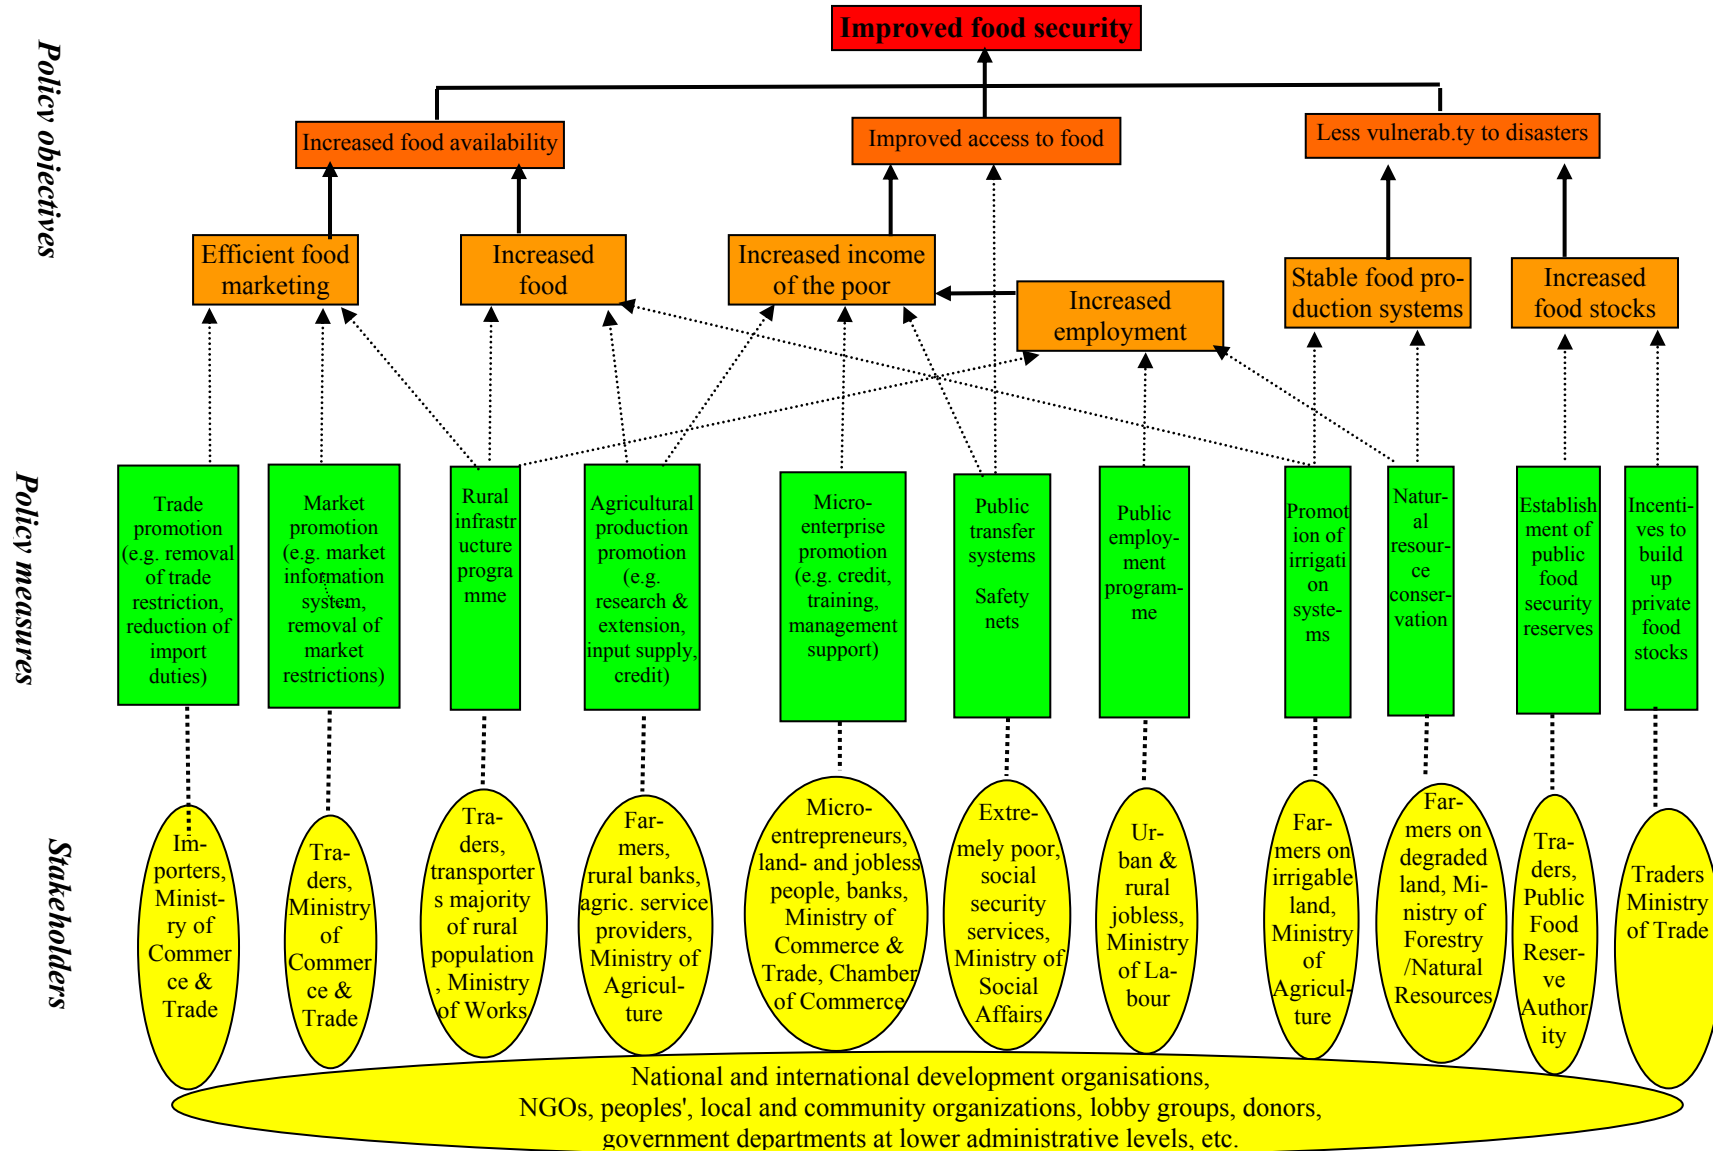 Improved food security
Policy objectives
Increased food availability
Improved access to food
Less vulnerab.ty to disasters
Efficient food
marketing
Increased
food
Increased income
of the poor
Increased
employment
Stable food pro-
duction systems
Increased
food stocks
Policy measures
Trade
promotion
(e.g. removal
of trade
restriction,
reduction of
import
duties)
Market
promotion
(e.g. market
information
system,
removal of
market
restrictions)
Rural
infrastr
ucture
progra
mme
Agricultural
production
promotion
(e.g.
research &
extension,
input supply,
credit)
Micro-
enterprise
promotion
(e.g. credit,
training,
management
support)
Public
transfer
systems
Safety
nets
Public
employ-
ment
program-
me
Promot
ion of
irrigati
on
syste-
ms
Natur-
al
resour-
ce
conser-
vation
Establish
ment of
public
food
security
reserves
Incenti-
ves to
build
up
private
food
stocks
Stakeholders
Im-
porters,
Minist-
ry of
Commer
ce &
Trade
Tra-
ders,
Ministry
of
Commer
ce &
Trade
Tra-
ders,
transporter
s majority
of rural
population
, Ministry
of Works
Far-
mers,
rural banks,
agric. service
providers,
Ministry of
Agricul-
ture
Micro-
entrepreneurs,
land- and jobless
people, banks,
Ministry of
Commerce &
Trade, Chamber
of Commerce
Extre-
mely poor,
social
security
services,
Ministry of
Social
Affairs
Ur-
ban &
rural
jobless,
Ministry
of La-
bour
Far-
mers on
irrigable
land,
Ministry
of
Agricul-
ture
Far-
mers on
degraded
land, Mi-
nistry of
Forestry
/Natural
Resources
Tra-
ders,
Public
Food
Reser-
ve
Author
ity
Traders
Ministry
of Trade
National and international development organisations,
NGOs, peoples', local and community organizations, lobby groups, donors,
government departments at lower administrative levels, etc.